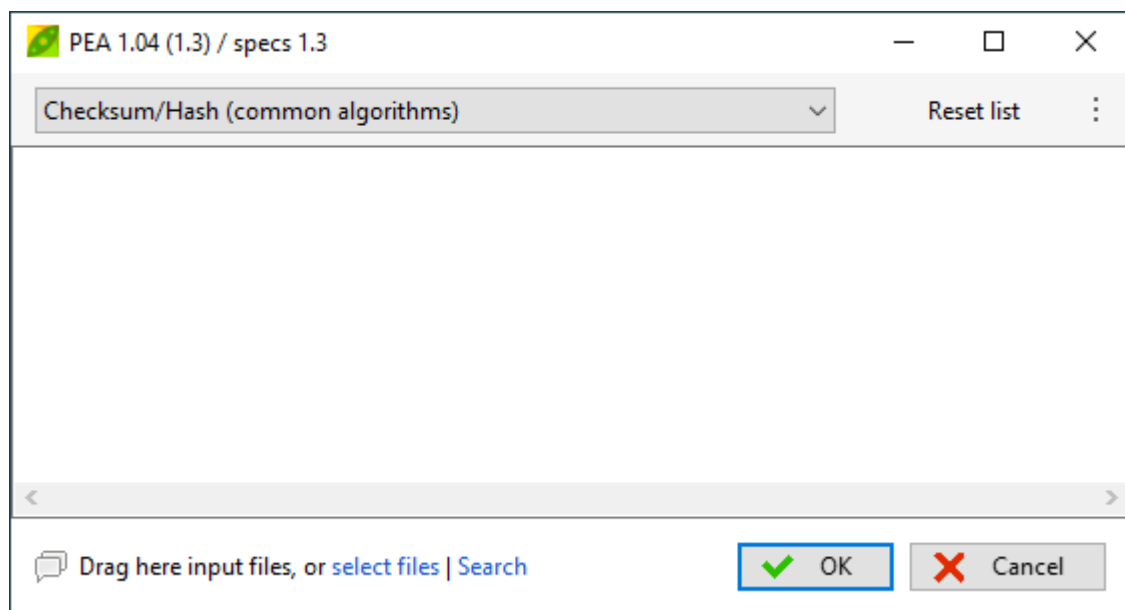 PEA 1.04 (1.3) / specs 1.3
Checksum/Hash (common algorithms)
Reset list
Drag here input files, or select files | Search
OK
Cancel